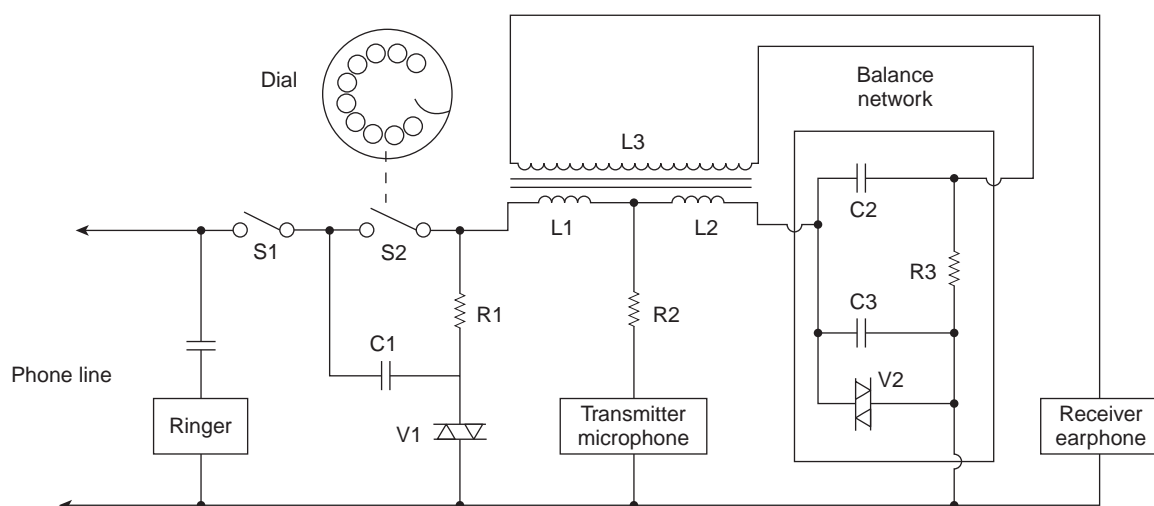 Dial
Balance
network
L3
C2
L1
L2
S1
S2
R3
R1
R2
C3
C1
V2
Phone line
Ringer
V1
Transmitter
microphone
Receiver
earphone